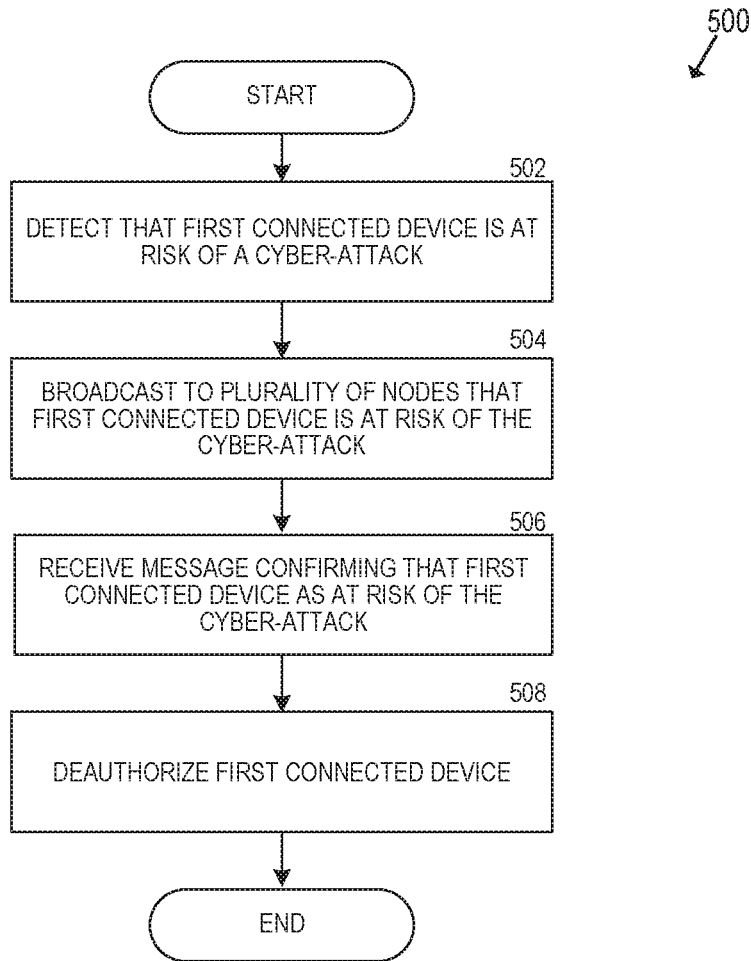 500
START
502
DETECT THAT FIRST CONNECTED DEVICE IS AT
RISK OF A CYBER-ATTACK
504
BROADCAST TO PLURALITY OF NODES THAT
FIRST CONNECTED DEVICE IS AT RISK OF THE
CYBER-ATTACK
506
RECEIVE MESSAGE CONFIRMING THAT FIRST
CONNECTED DEVICE AS AT RISK OF THE
CYBER-ATTACK
508
DEAUTHORIZE FIRST CONNECTED DEVICE
END